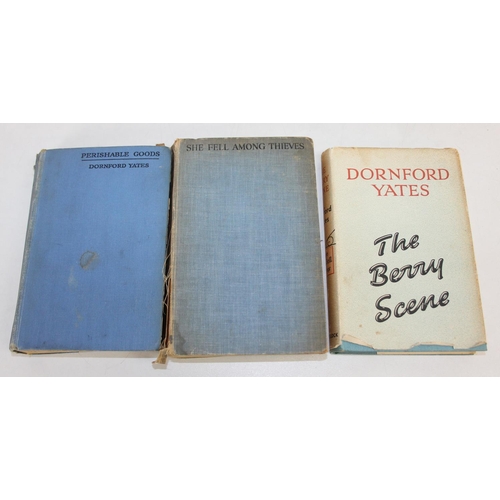 PERISHABLE GOODS
DORNFORD YATES
SHE FELL AMONG THIEVES
DORNFORD
YATES
The
Berry
Scene